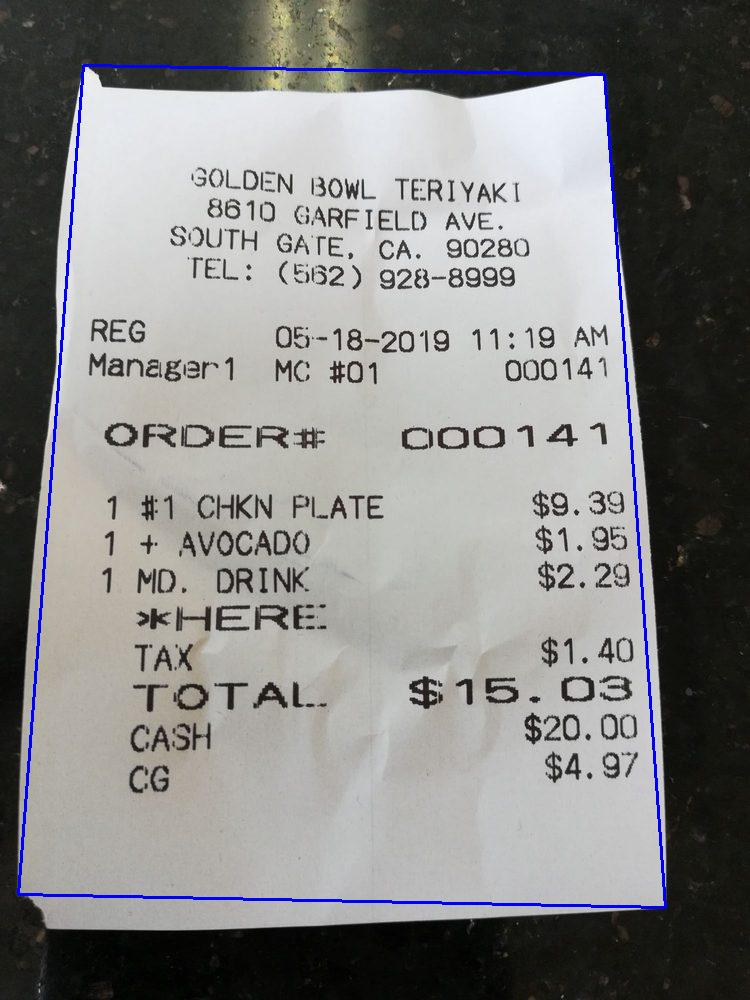 GOLDEN BOWL TERIYAKI
8610 GARFIELD AVE.
SOUTH GATE, CA. 90280
TEL: (562) 928-8999
REG 05-18-2019 11:19 AM
Manager1 MC #01 000141
ORDER# 000141
1 #1 CHKN PLATE $9.39
1 + AVOCADO $1.95
1 MD. DRINK $2.29
*HERE
TAX $1.40
TOTAL $15.03
CASH $20.00
CG $4.97